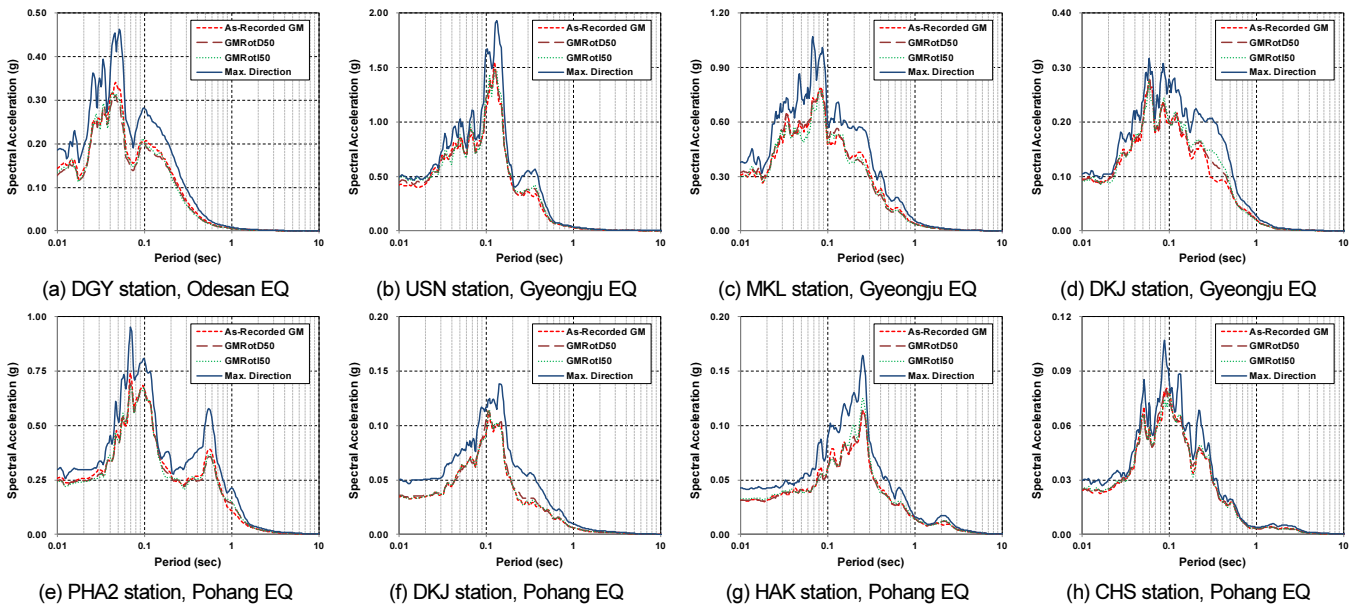 Spectral Acceleration (g)
0.50
0.40
0.30
0.20
0.10
0.00
As-Recorded GM
GMRotD50
GMRotI50
Max. Direction
0.01 0.1 1 10
Period (sec)
(a) DGY station, Odesan EQ
Spectral Acceleration (g)
2.00
1.50
1.00
0.50
0.00
As-Recorded GM
GMRotD50
GMRotI50
Max. Direction
0.01 0.1 1 10
Period (sec)
(b) USN station, Gyeongju EQ
Spectral Acceleration (g)
1.20
0.90
0.60
0.30
0.00
As-Recorded GM
GMRotD50
GMRotI50
Max. Direction
0.01 0.1 1 10
Period (sec)
(c) MKL station, Gyeongju EQ
Spectral Acceleration (g)
0.40
0.30
0.20
0.10
0.00
As-Recorded GM
GMRotD50
GMRotI50
Max. Direction
0.01 0.1 1 10
Period (sec)
(d) DKJ station, Gyeongju EQ
Spectral Acceleration (g)
1.00
0.75
0.50
0.25
0.00
As-Recorded GM
GMRotD50
GMRotI50
Max. Direction
0.01 0.1 1 10
Period (sec)
(e) PHA2 station, Pohang EQ
Spectral Acceleration (g)
0.20
0.15
0.10
0.05
0.00
As-Recorded GM
GMRotD50
GMRotI50
Max. Direction
0.01 0.1 1 10
Period (sec)
(f) DKJ station, Pohang EQ
Spectral Acceleration (g)
0.20
0.15
0.10
0.05
0.00
As-Recorded GM
GMRotD50
GMRotI50
Max. Direction
0.01 0.1 1 10
Period (sec)
(g) HAK station, Pohang EQ
Spectral Acceleration (g)
0.12
0.09
0.06
0.03
0.00
As-Recorded GM
GMRotD50
GMRotI50
Max. Direction
0.01 0.1 1 10
Period (sec)
(h) CHS station, Pohang EQ